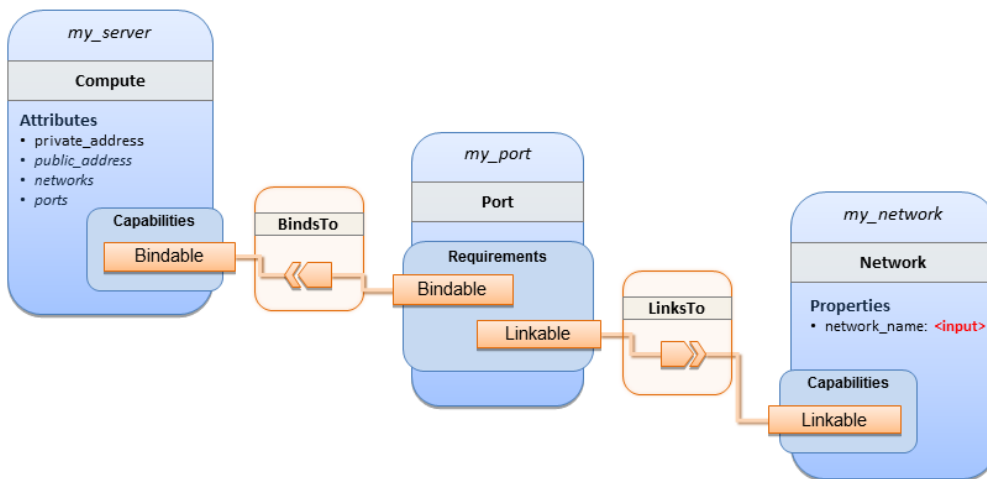 my_server
Compute
Attributes
• private_address
• public_address
• networks
• ports
Capabilities
Bindable
BindsTo
my_port
Port
Requirements
Bindable
Linkable
LinksTo
my_network
Network
Properties
• network_name: <input>
Capabilities
Linkable